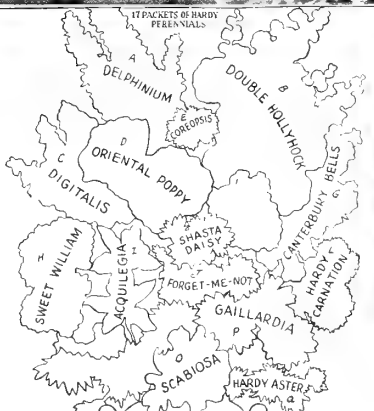 17 PACKETS OF HARDY
PERENNIALS
A
DELPHINIUM
B
DOUBLE HOLLYHOCK
E
COREOPSIS
D
ORIENTAL POPPY
C
DIGITALIS
CANTERBURY BELLS
G
SHASTA
DAISY
H
SWEET WILLIAM
I
ACQUILEGIA
FORGET-ME-NOT
HARDY
CARNATION
GAILLARDIA
P
O
SCABIOSA
HARDY ASTER